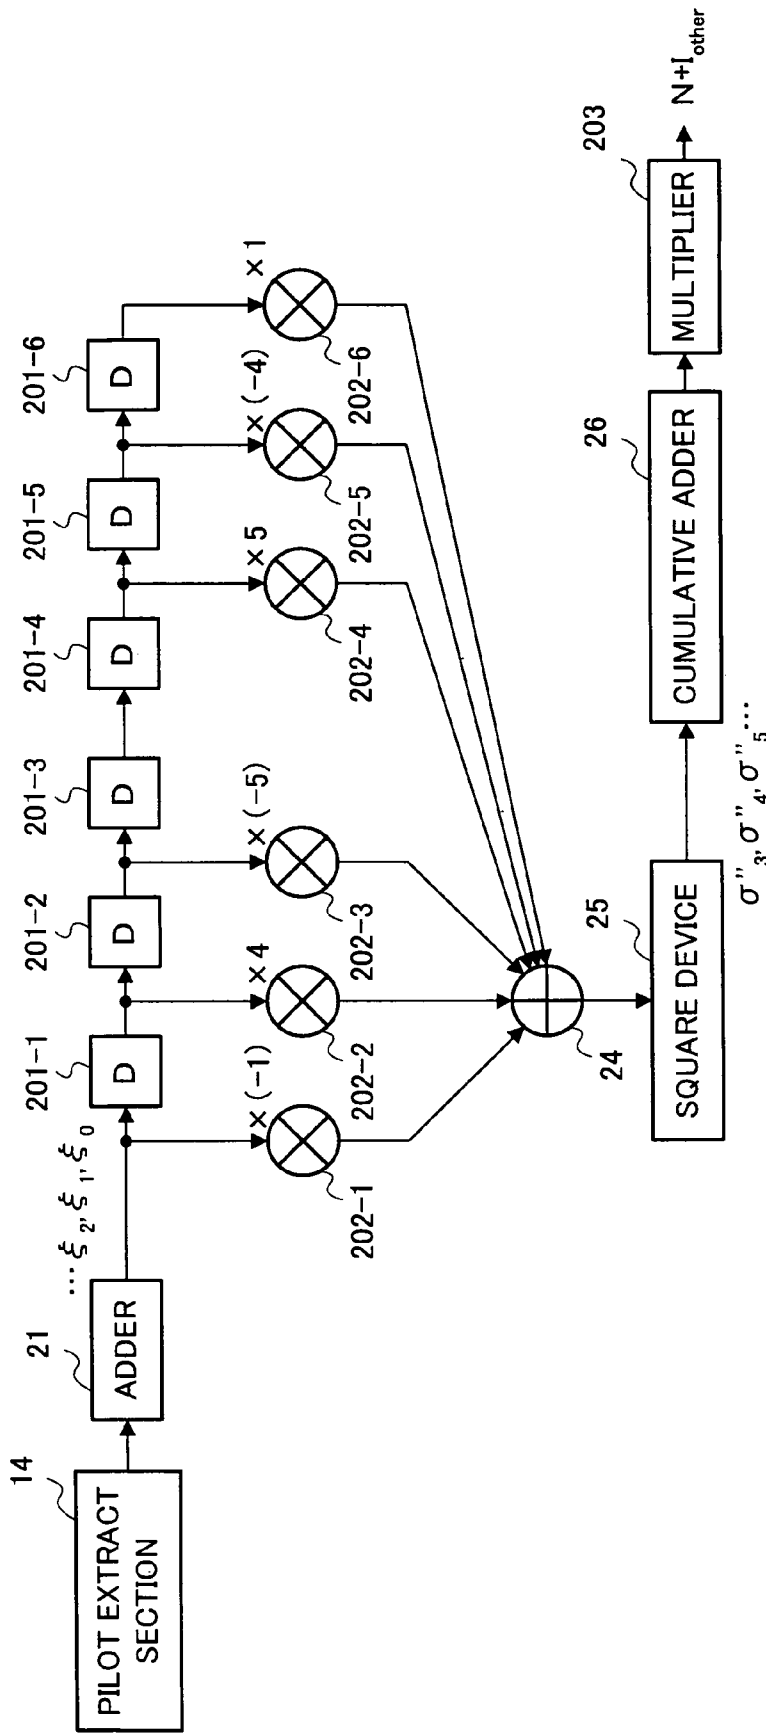 14
PILOT EXTRACT
SECTION
21
ADDER
... ξ2, ξ1, ξ0
201-1
D
201-2
D
201-3
D
201-4
D
201-5
D
201-6
D
×(-1)
202-1
×4
202-2
×(-5)
202-3
×5
202-4
×(-4)
202-5
×1
202-6
24
25
SQUARE DEVICE
σ"3, σ"4, σ"5 ...
26
CUMULATIVE ADDER
203
MULTIPLIER
N+Iother